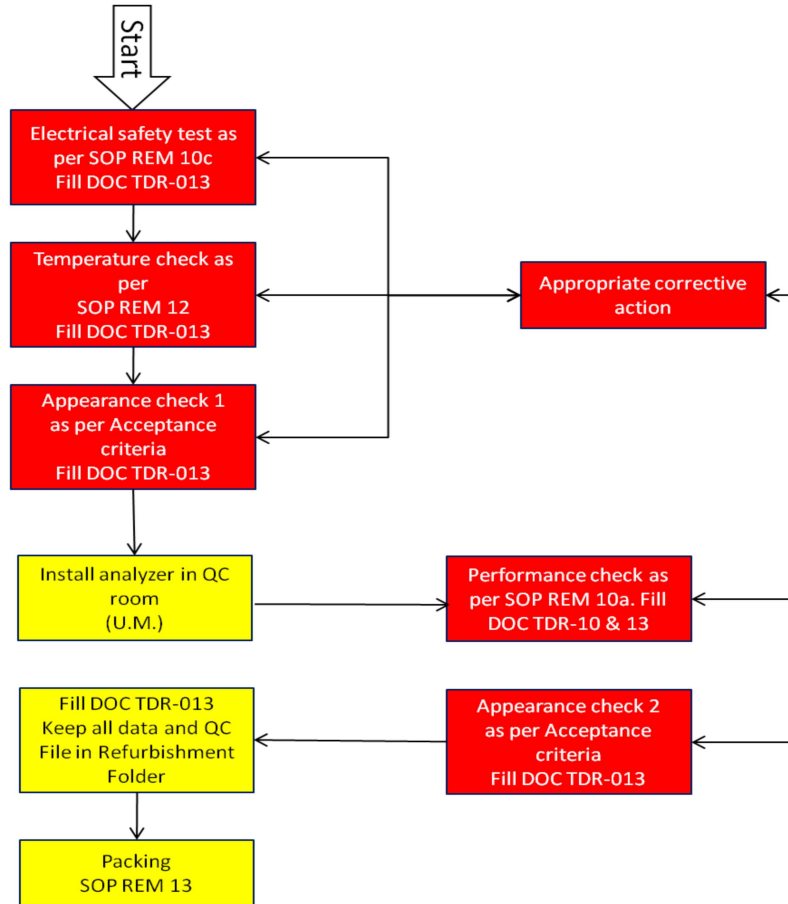 Start
Electrical safety test as
per SOP REM 10c
Fill DOC TDR-013
Temperature check as
per
SOP REM 12
Fill DOC TDR-013
Appropriate corrective
action
Appearance check 1
as per Acceptance
criteria
Fill DOC TDR-013
Install analyzer in QC
room
(U.M.)
Performance check as
per SOP REM 10a. Fill
DOC TDR-10 & 13
Fill DOC TDR-013
Keep all data and QC
File in Refurbishment
Folder
Appearance check 2
as per Acceptance
criteria
Fill DOC TDR-013
Packing
SOP REM 13